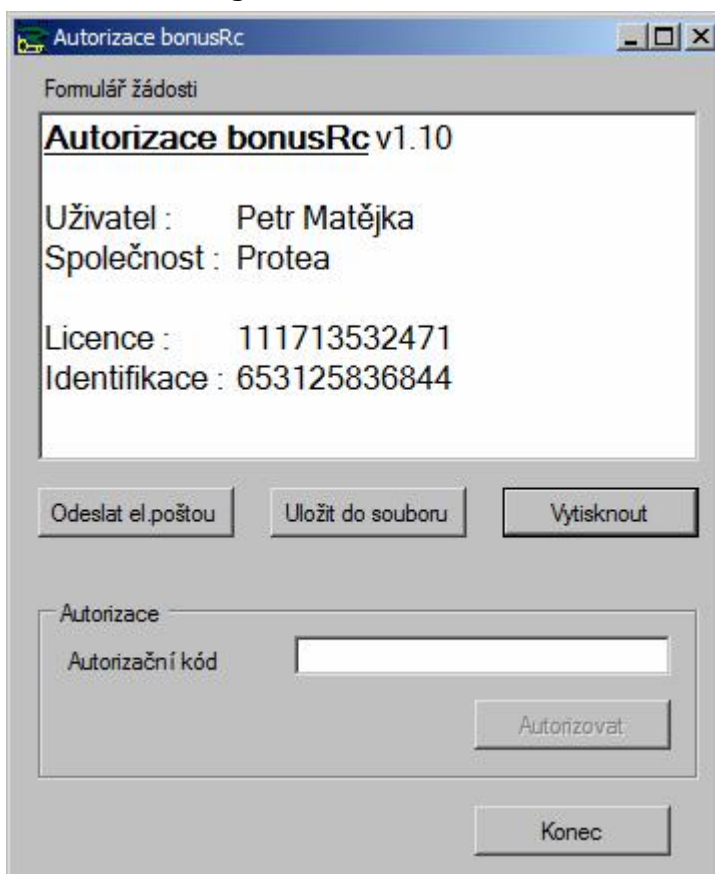 Autorizace bonusRc
Formulář žádosti
Autorizace bonusRc v1.10
Uživatel : Petr Matějka
Společnost : Protea
Licence : 111713532471
Identifikace : 653125836844
Odeslat el.poštou Uložit do souboru Vytisknout
Autorizace
Autorizační kód
Autorizovat
Konec